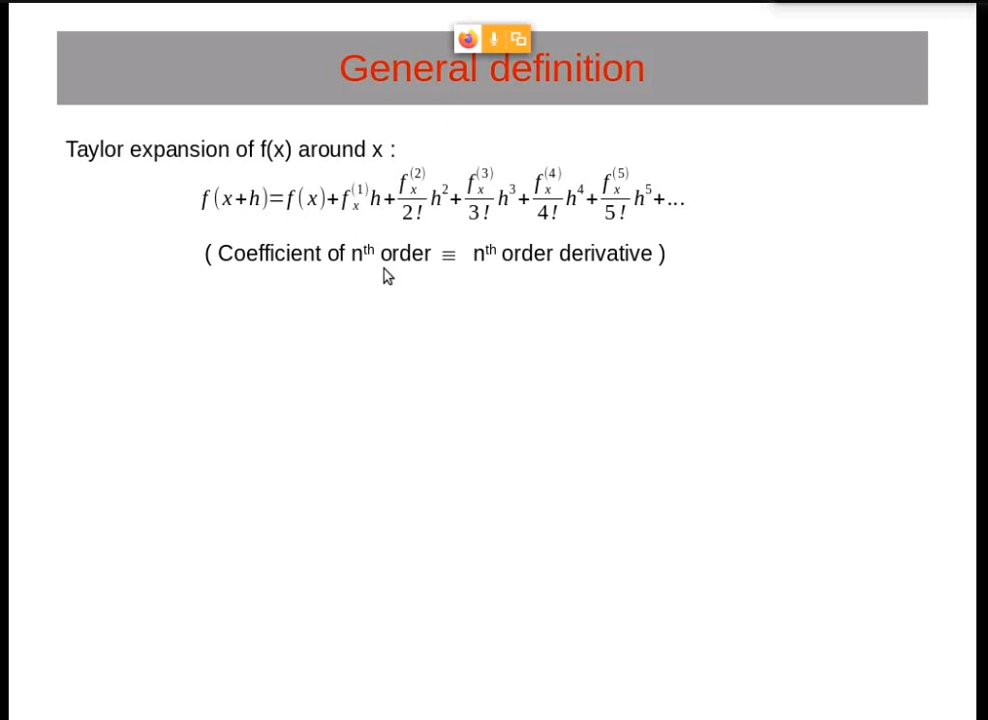 General definition
Taylor expansion of f(x) around x :
f(x+h)=f(x)+f_x^(1)h+f_x^(2)/2! h^2+f_x^(3)/3! h^3+f_x^(4)/4! h^4+f_x^(5)/5! h^5+...
( Coefficient of n^th order ≡ n^th order derivative )